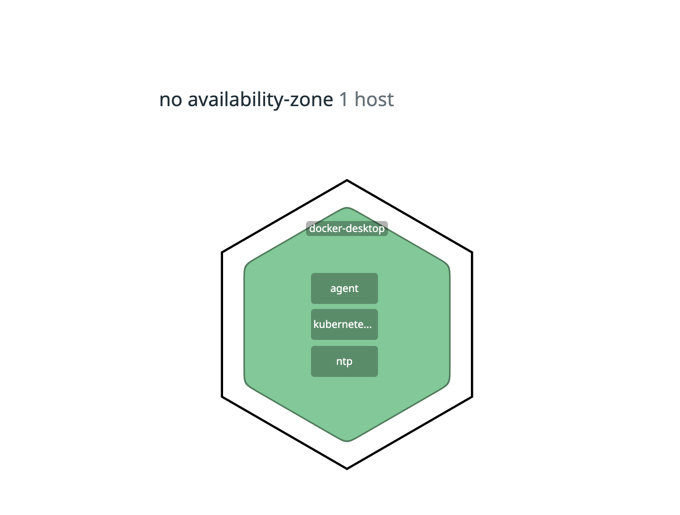 no availability-zone 1 host
docker-desktop
agent
kubernete...
ntp